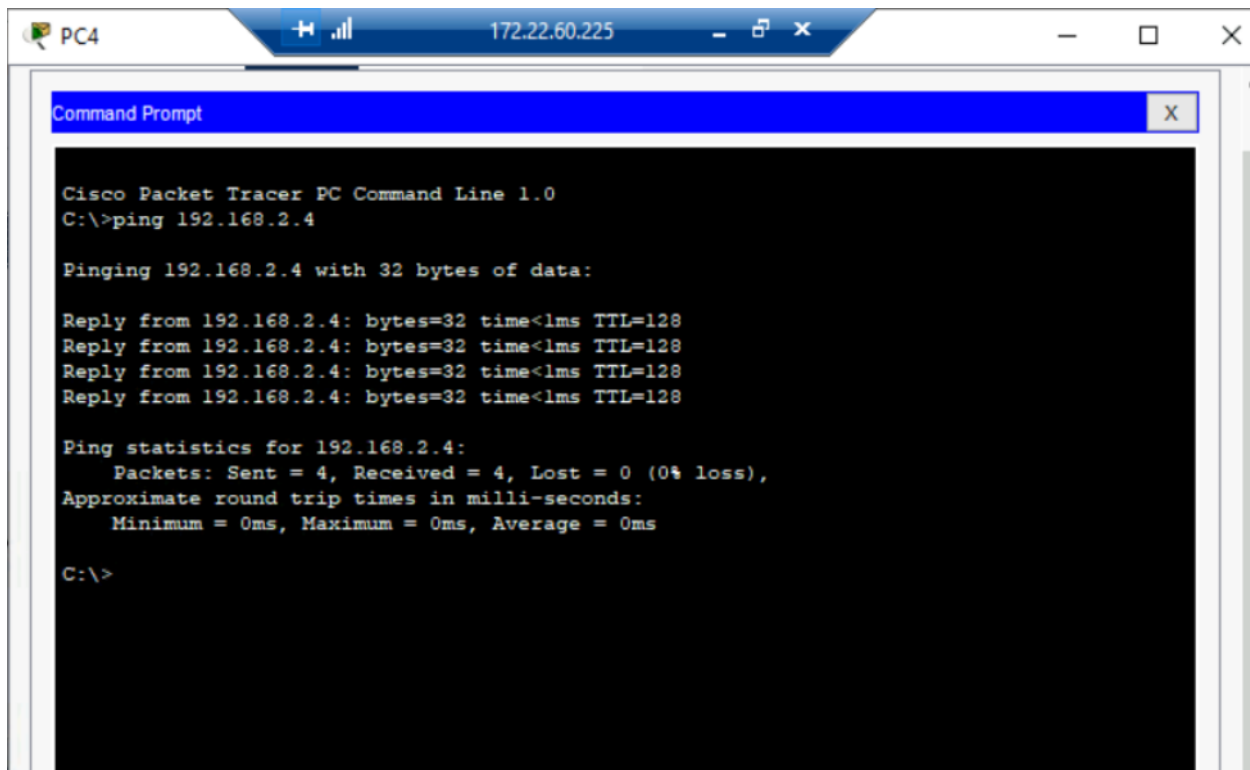 PC4
172.22.60.225
Command Prompt
X
Cisco Packet Tracer PC Command Line 1.0
C:\>ping 192.168.2.4
Pinging 192.168.2.4 with 32 bytes of data:
Reply from 192.168.2.4: bytes=32 time<1ms TTL=128
Reply from 192.168.2.4: bytes=32 time<1ms TTL=128
Reply from 192.168.2.4: bytes=32 time<1ms TTL=128
Reply from 192.168.2.4: bytes=32 time<1ms TTL=128
Ping statistics for 192.168.2.4:
Packets: Sent = 4, Received = 4, Lost = 0 (0% loss),
Approximate round trip times in milli-seconds:
Minimum = 0ms, Maximum = 0ms, Average = 0ms
C:\>